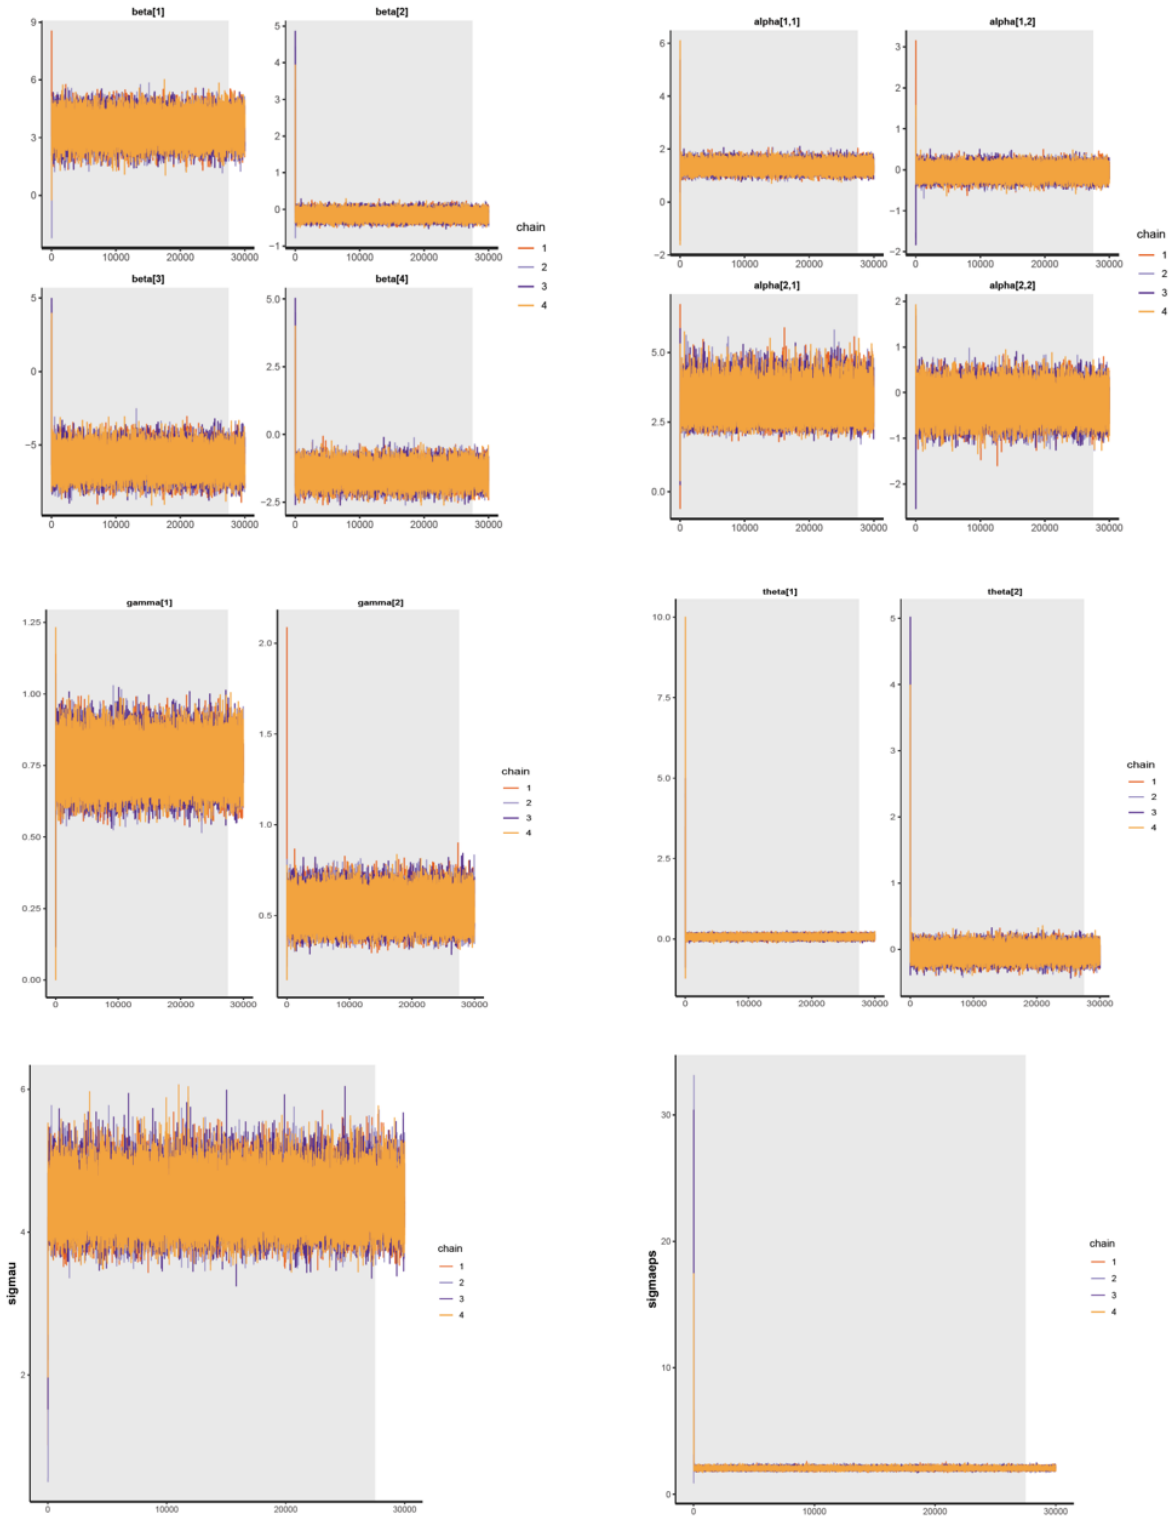 beta[1]
9
6
3
0
0 10000 20000 30000
beta[2]
5
4
3
2
1
0
−1
0 10000 20000 30000
beta[3]
5
0
−5
0 10000 20000 30000
beta[4]
5.0
2.5
0.0
−2.5
0 10000 20000 30000
chain
1
2
3
4
alpha[1,1]
6
4
2
0
−2
0 10000 20000 30000
alpha[1,2]
3
2
1
0
−1
−2
0 10000 20000 30000
alpha[2,1]
5.0
2.5
0.0
0 10000 20000 30000
alpha[2,2]
2
1
0
−1
−2
0 10000 20000 30000
chain
1
2
3
4
gamma[1]
1.25
1.00
0.75
0.50
0.25
0.00
0 10000 20000 30000
gamma[2]
2.0
1.5
1.0
0.5
0 10000 20000 30000
chain
1
2
3
4
theta[1]
10.0
7.5
5.0
2.5
0.0
0 10000 20000 30000
theta[2]
5
4
3
2
1
0
0 10000 20000 30000
chain
1
2
3
4
sigmau
6
4
2
0 10000 20000 30000
chain
1
2
3
4
sigmaeps
30
20
10
0
0 10000 20000 30000
chain
1
2
3
4